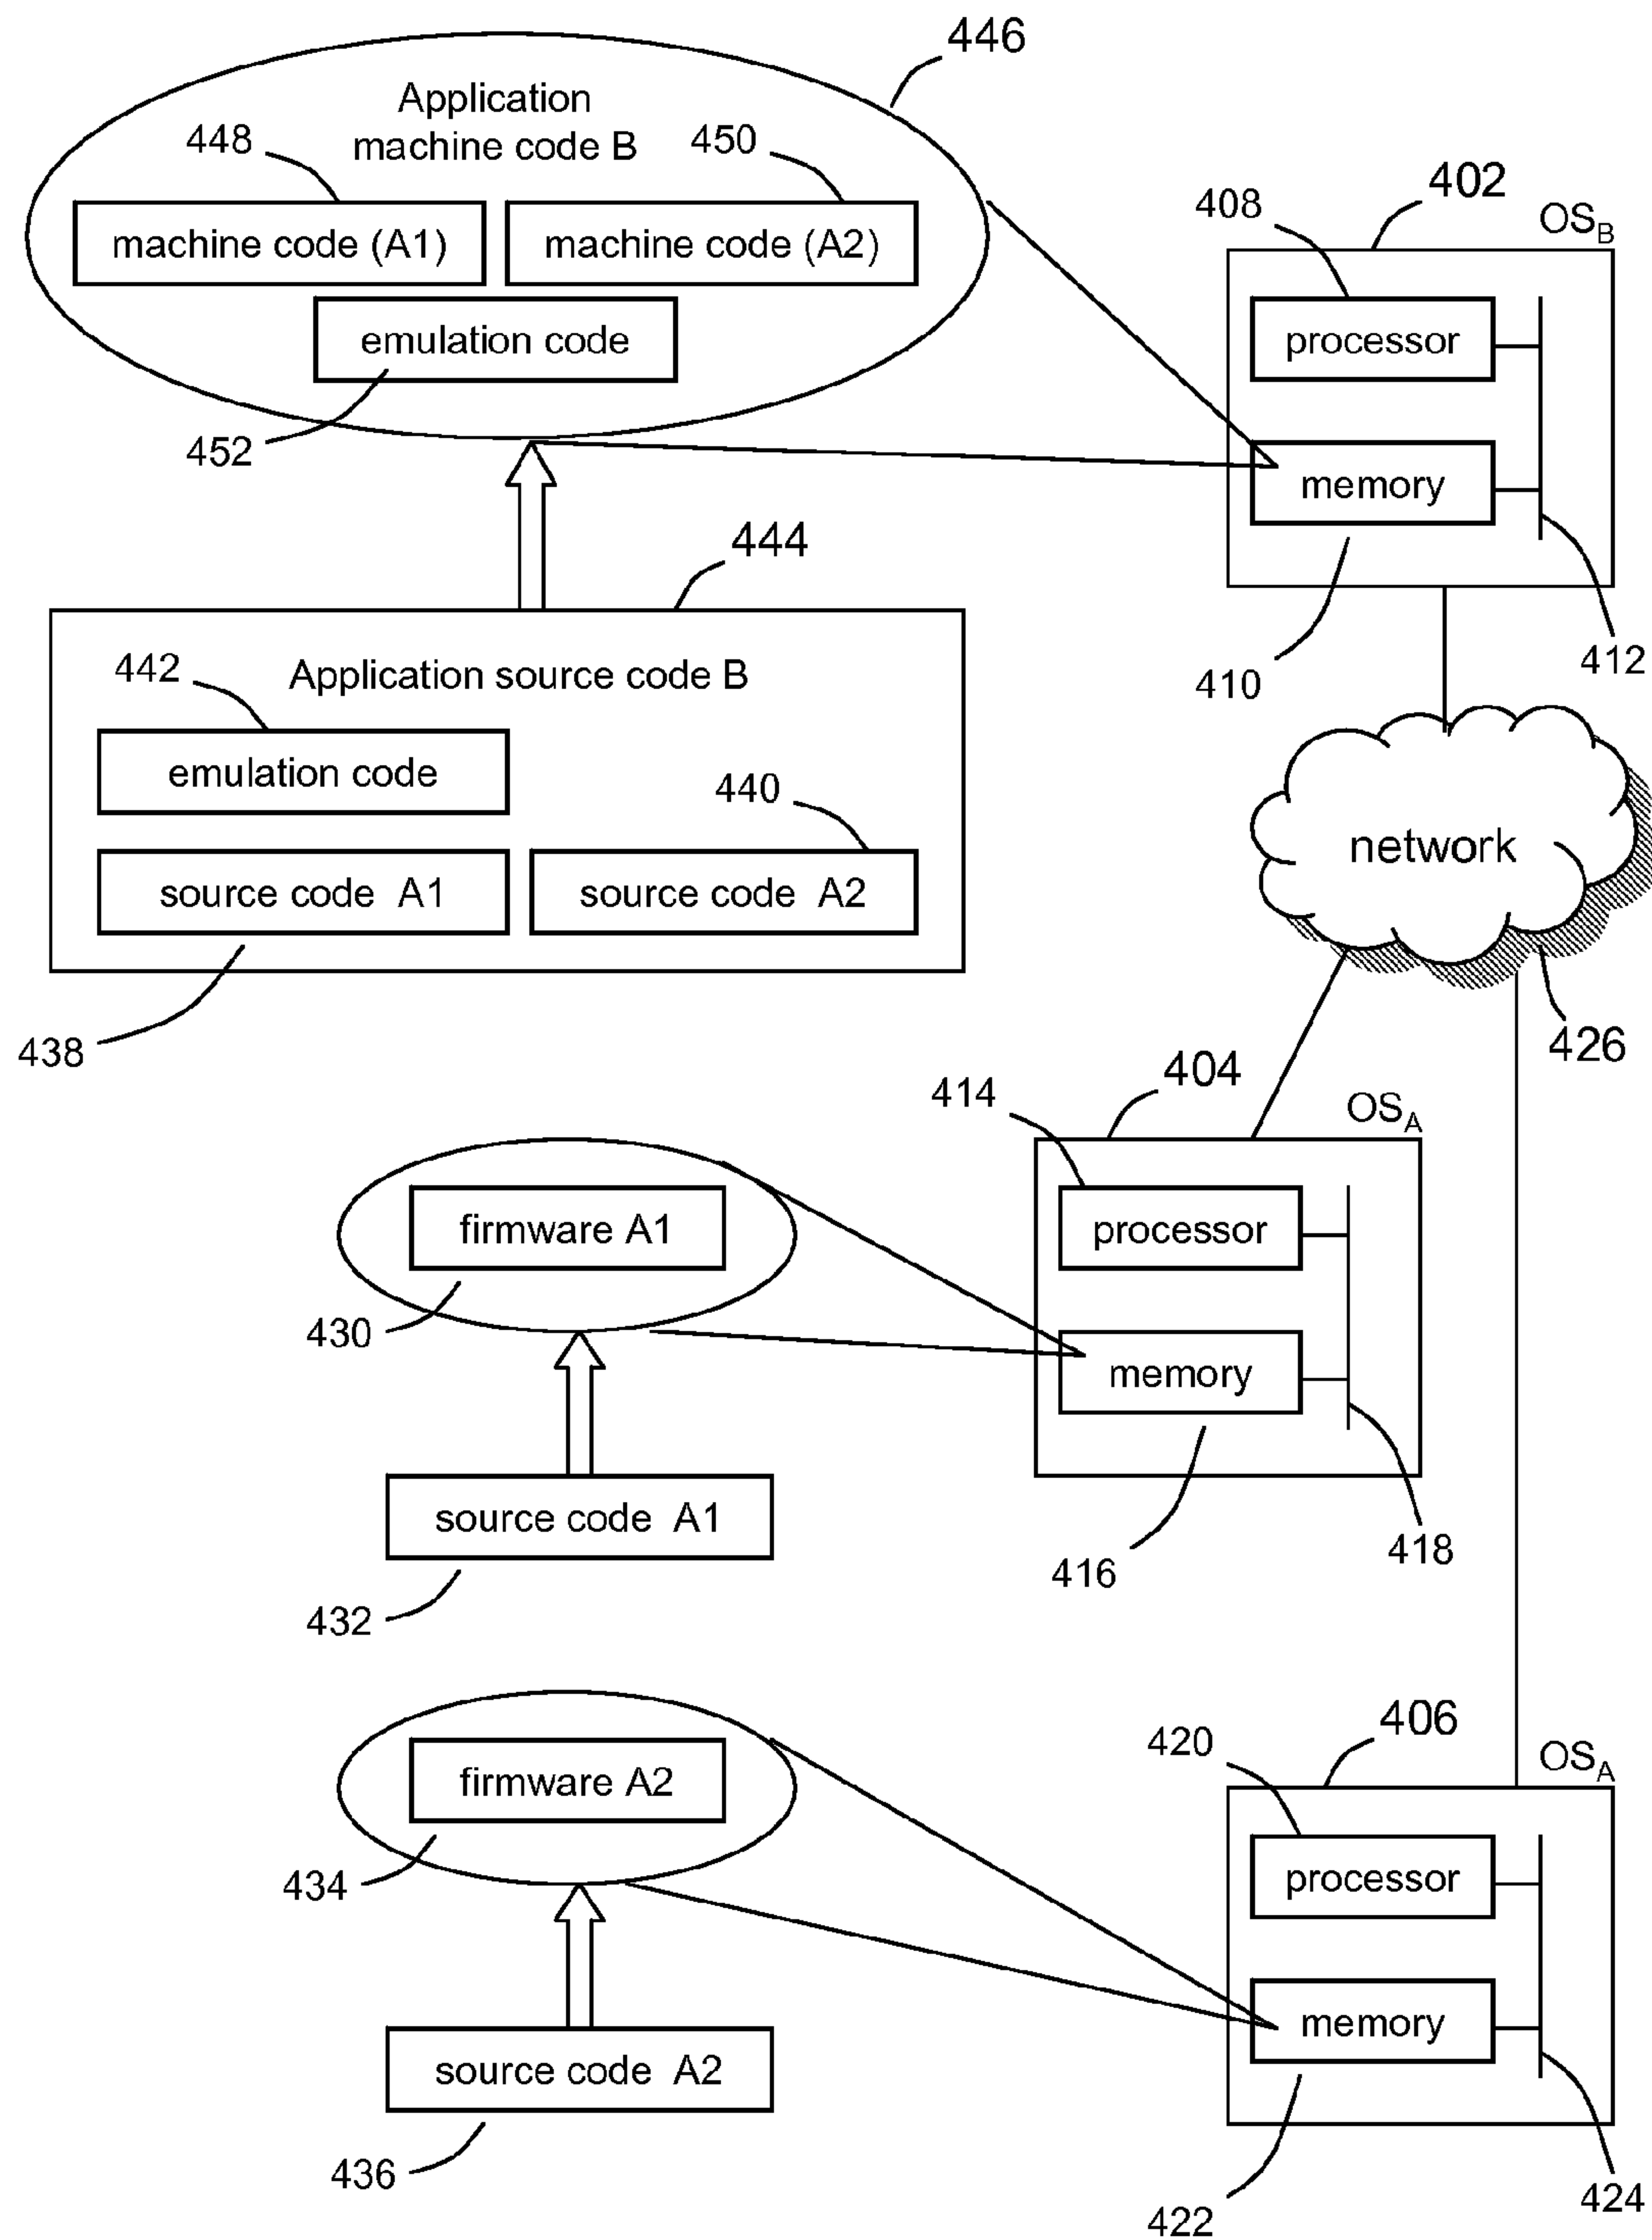 446
Application
machine code B
448
450
machine code (A1)
machine code (A2)
emulation code
452
402
408
OSB
processor
memory
410
412
444
442
Application source code B
emulation code
440
source code A1
source code A2
438
network
426
404
414
OSA
firmware A1
processor
430
memory
source code A1
418
416
432
406
420
OSA
firmware A2
processor
434
memory
source code A2
436
424
422